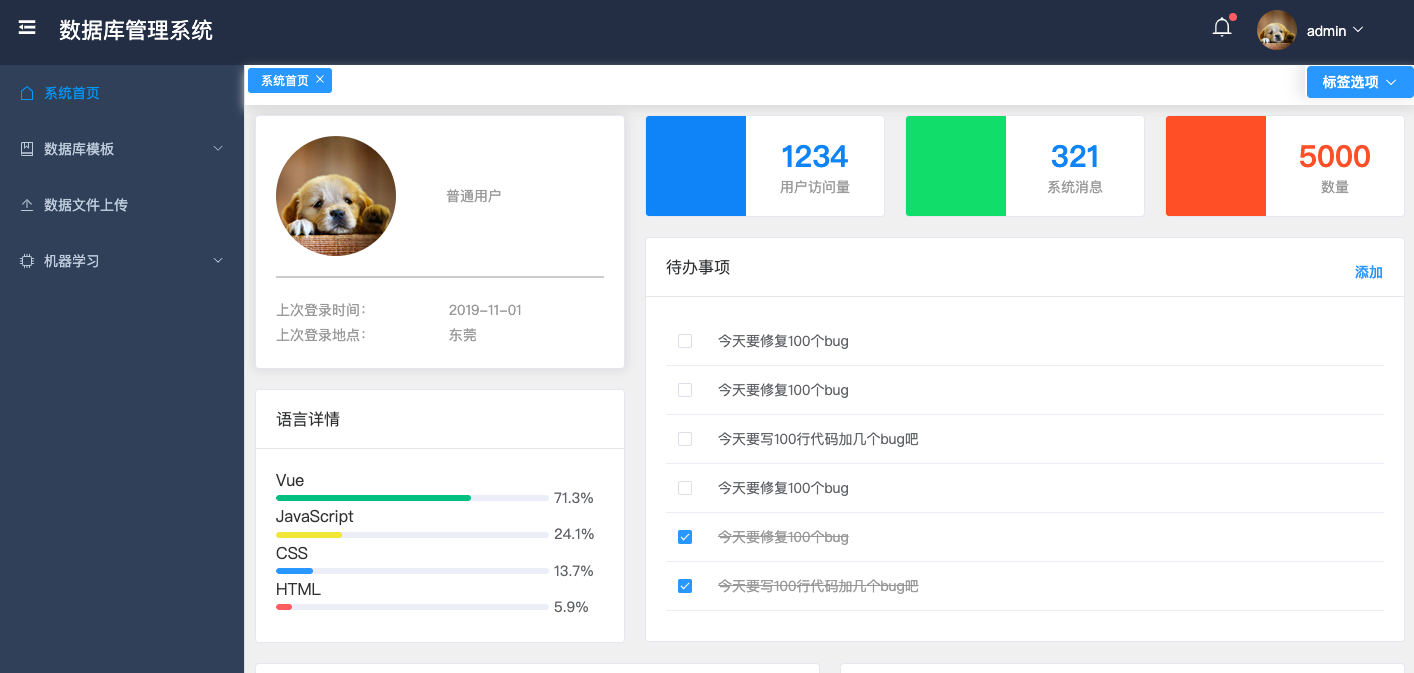 数据库管理系统
admin
系统首页
数据库模板
数据文件上传
机器学习
系统首页
标签选项
普通用户
上次登录时间：
2019-11-01
上次登录地点：
东莞
语言详情
Vue
71.3%
JavaScript
24.1%
CSS
13.7%
HTML
5.9%
1234
用户访问量
321
系统消息
5000
数量
待办事项
添加
今天要修复100个bug
今天要修复100个bug
今天要写100行代码加几个bug吧
今天要修复100个bug
今天要修复100个bug
今天要写100行代码加几个bug吧